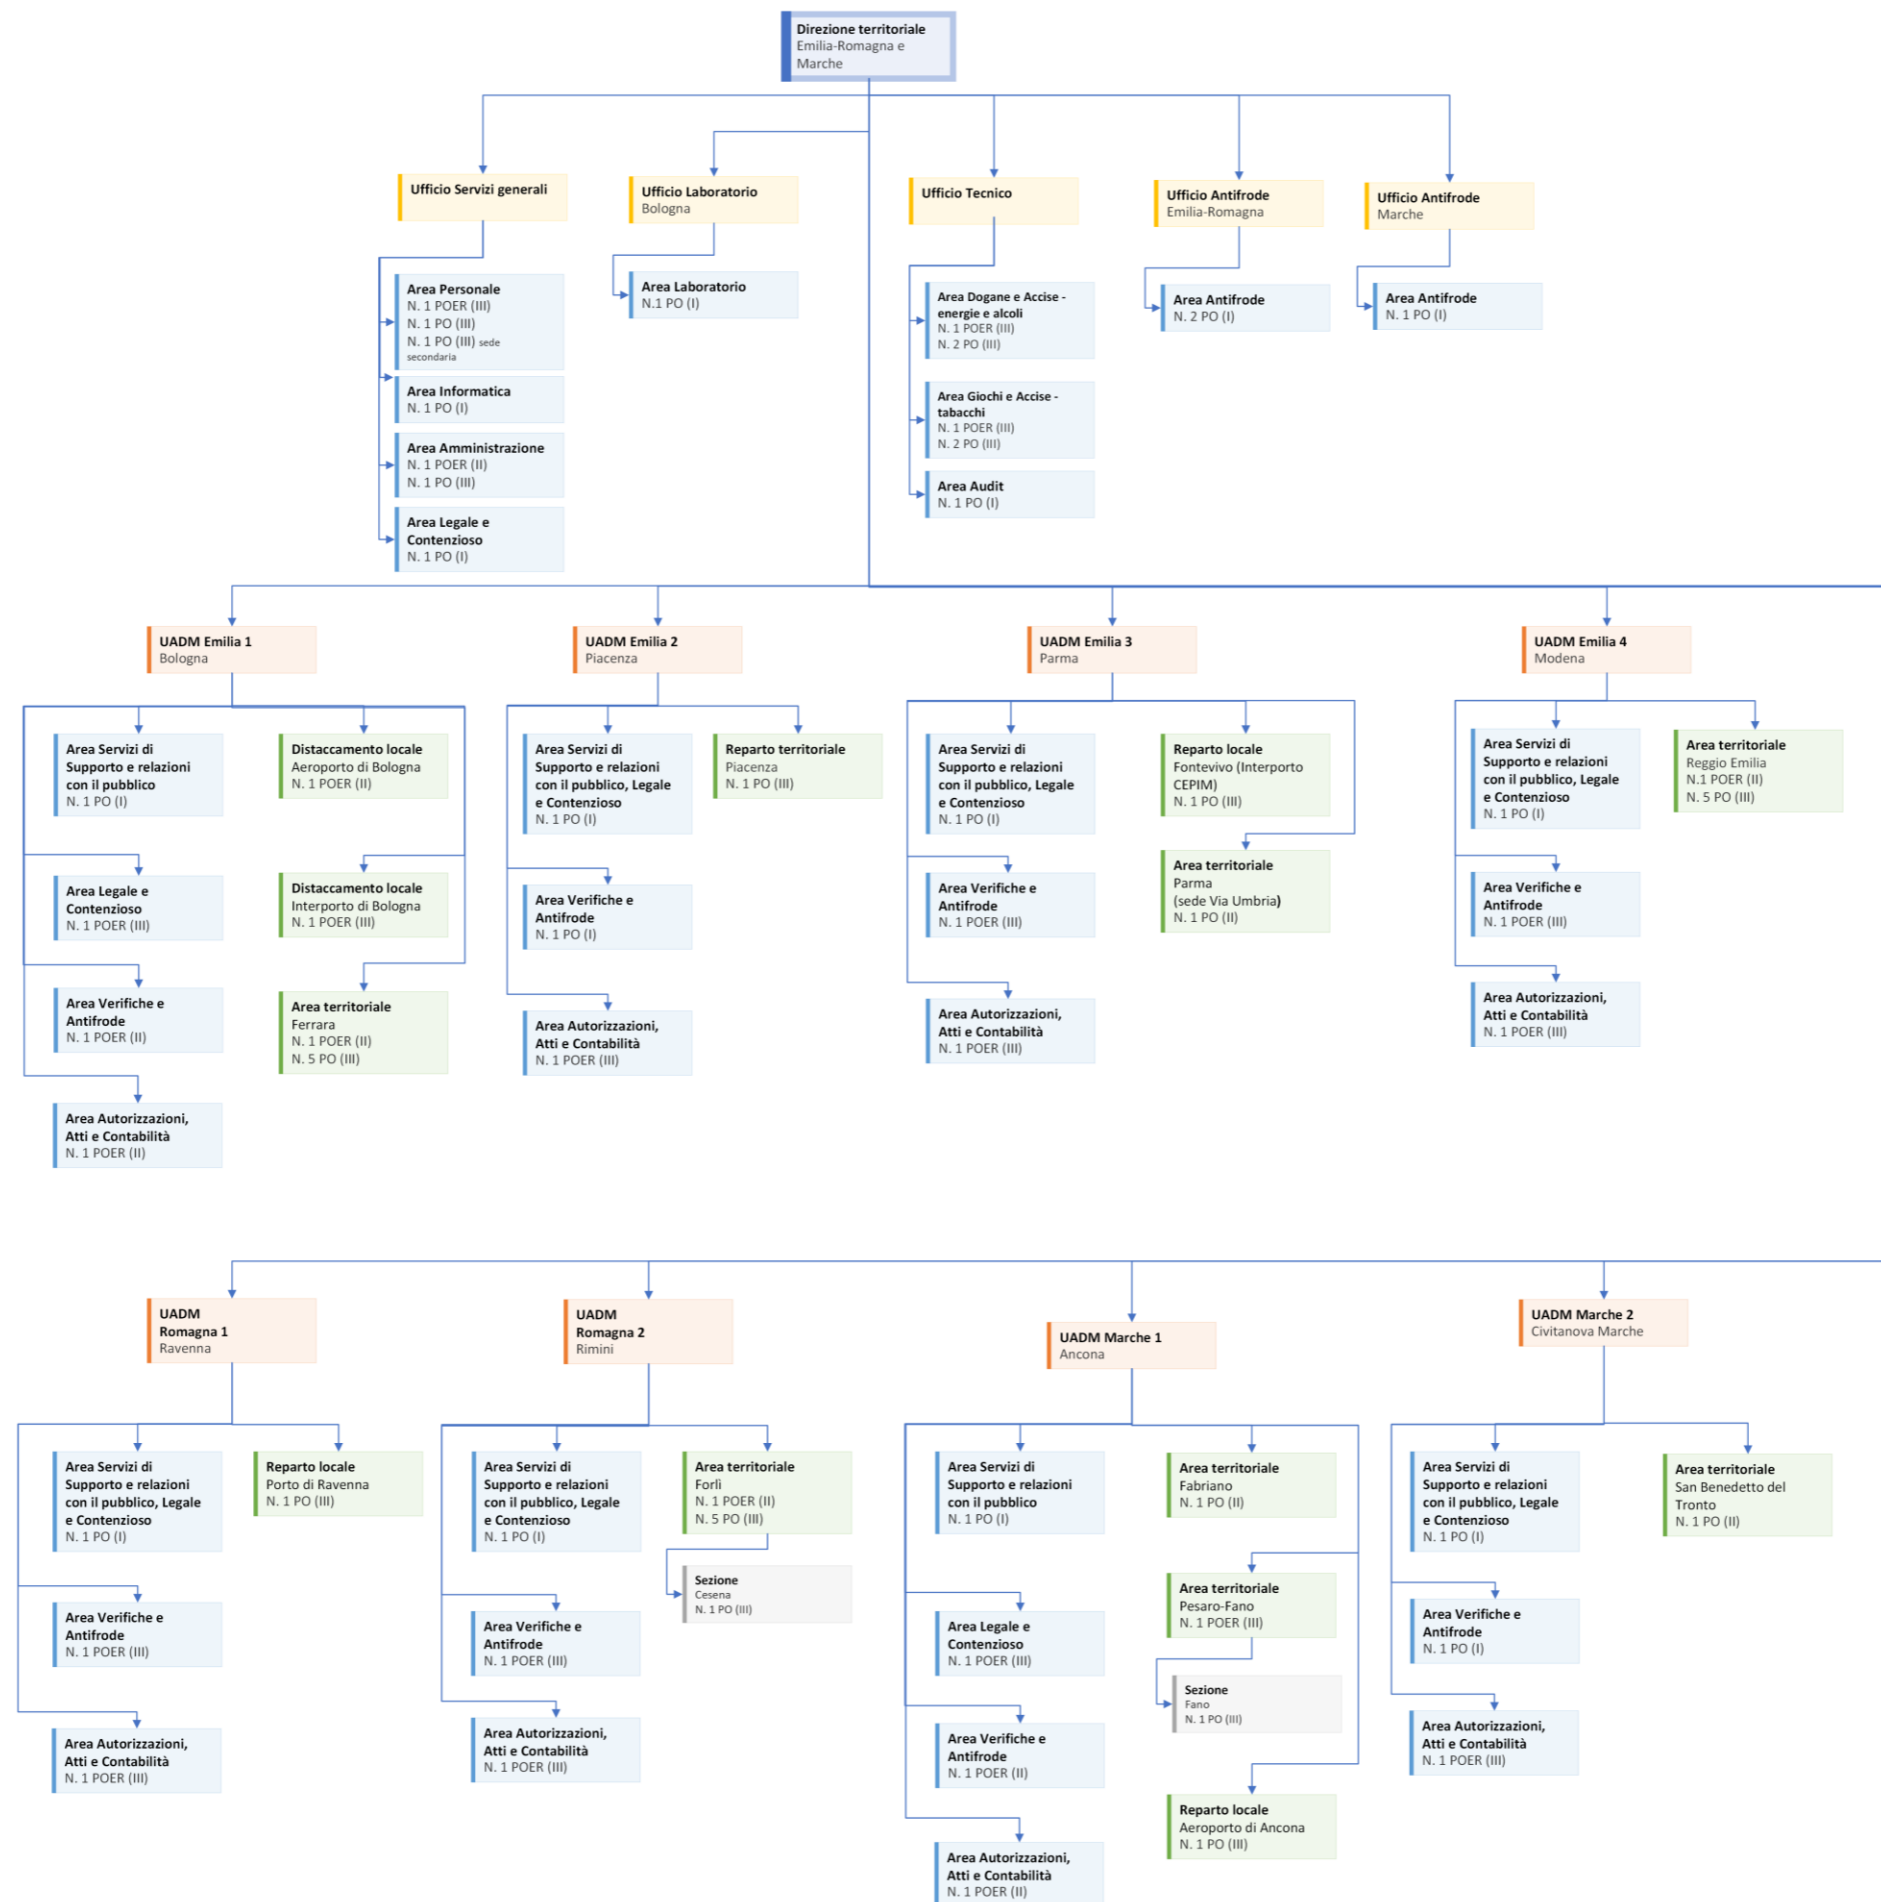 Direzione territoriale
Emilia-Romagna e
Marche
Ufficio Servizi generali
Ufficio Laboratorio
Bologna
Ufficio Tecnico
Ufficio Antifrode
Emilia-Romagna
Ufficio Antifrode
Marche
Area Personale
N. 1 POER (III)
N. 1 PO (III)
N. 1 PO (III) sede
secondaria
Area Informatica
N. 1 PO (I)
Area Amministrazione
N. 1 POER (II)
N. 1 PO (III)
Area Legale e
Contenzioso
N. 1 PO (I)
Area Laboratorio
N.1 PO (I)
Area Dogane e Accise -
energie e alcoli
N. 1 POER (III)
N. 2 PO (III)
Area Giochi e Accise -
tabacchi
N. 1 POER (III)
N. 2 PO (III)
Area Audit
N. 1 PO (I)
Area Antifrode
N. 2 PO (I)
Area Antifrode
N. 1 PO (I)
UADM Emilia 1
Bologna
Area Servizi di
Supporto e relazioni
con il pubblico
N. 1 PO (I)
Area Legale e
Contenzioso
N. 1 POER (III)
Area Verifiche e
Antifrode
N. 1 POER (II)
Area Autorizzazioni,
Atti e Contabilità
N. 1 POER (II)
Distaccamento locale
Aeroporto di Bologna
N. 1 POER (II)
Distaccamento locale
Interporto di Bologna
N. 1 POER (III)
Area territoriale
Ferrara
N. 1 POER (II)
N. 5 PO (III)
UADM Emilia 2
Piacenza
Area Servizi di
Supporto e relazioni
con il pubblico, Legale
e Contenzioso
N. 1 PO (I)
Area Verifiche e
Antifrode
N. 1 PO (I)
Area Autorizzazioni,
Atti e Contabilità
N. 1 POER (III)
Reparto territoriale
Piacenza
N. 1 PO (III)
UADM Emilia 3
Parma
Area Servizi di
Supporto e relazioni
con il pubblico, Legale
e Contenzioso
N. 1 PO (I)
Area Verifiche e
Antifrode
N. 1 POER (III)
Area Autorizzazioni,
Atti e Contabilità
N. 1 POER (III)
Reparto locale
Fontevivo (Interporto
CEPIM)
N. 1 PO (III)
Area territoriale
Parma
(sede Via Umbria)
N. 1 PO (II)
UADM Emilia 4
Modena
Area Servizi di
Supporto e relazioni
con il pubblico, Legale
e Contenzioso
N. 1 PO (I)
Area Verifiche e
Antifrode
N. 1 POER (III)
Area Autorizzazioni,
Atti e Contabilità
N. 1 POER (III)
Area territoriale
Reggio Emilia
N.1 POER (II)
N. 5 PO (III)
UADM
Romagna 1
Ravenna
Area Servizi di
Supporto e relazioni
con il pubblico, Legale
e Contenzioso
N. 1 PO (I)
Area Verifiche e
Antifrode
N. 1 POER (III)
Area Autorizzazioni,
Atti e Contabilità
N. 1 POER (III)
Reparto locale
Porto di Ravenna
N. 1 PO (III)
UADM
Romagna 2
Rimini
Area Servizi di
Supporto e relazioni
con il pubblico, Legale
e Contenzioso
N. 1 PO (I)
Area Verifiche e
Antifrode
N. 1 POER (III)
Area Autorizzazioni,
Atti e Contabilità
N. 1 POER (III)
Area territoriale
Forlì
N. 1 POER (II)
N. 5 PO (III)
Sezione
Cesena
N. 1 PO (III)
UADM Marche 1
Ancona
Area Servizi di
Supporto e relazioni
con il pubblico
N. 1 PO (I)
Area Legale e
Contenzioso
N. 1 POER (III)
Area Verifiche e
Antifrode
N. 1 POER (II)
Area Autorizzazioni,
Atti e Contabilità
N. 1 POER (II)
Area territoriale
Fabriano
N. 1 PO (II)
Area territoriale
Pesaro-Fano
N. 1 POER (III)
Sezione
Fano
N. 1 PO (III)
Reparto locale
Aeroporto di Ancona
N. 1 PO (III)
UADM Marche 2
Civitanova Marche
Area Servizi di
Supporto e relazioni
con il pubblico, Legale
e Contenzioso
N. 1 PO (I)
Area Verifiche e
Antifrode
N. 1 PO (I)
Area Autorizzazioni,
Atti e Contabilità
N. 1 POER (III)
Area territoriale
San Benedetto del
Tronto
N. 1 PO (II)